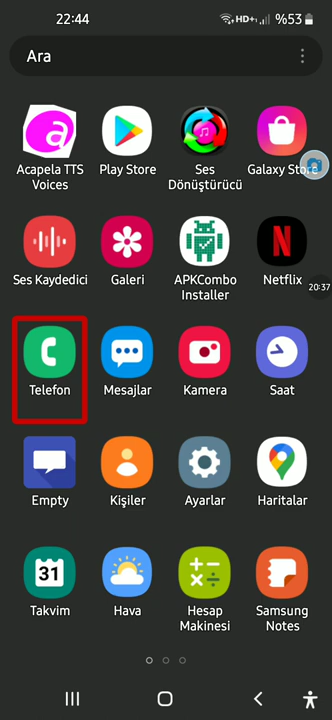 22:44
HD+
%53
Ara
a
Acapela TTS Voices
Play Store
Ses Dönüştürücü
Galaxy Store
Ses Kaydedici
Galeri
APKCombo Installer
N
Netflix
20:37
Telefon
Mesajlar
Kamera
Saat
Empty
Kişiler
Ayarlar
Haritalar
31
Takvim
Hava
Hesap Makinesi
Samsung Notes